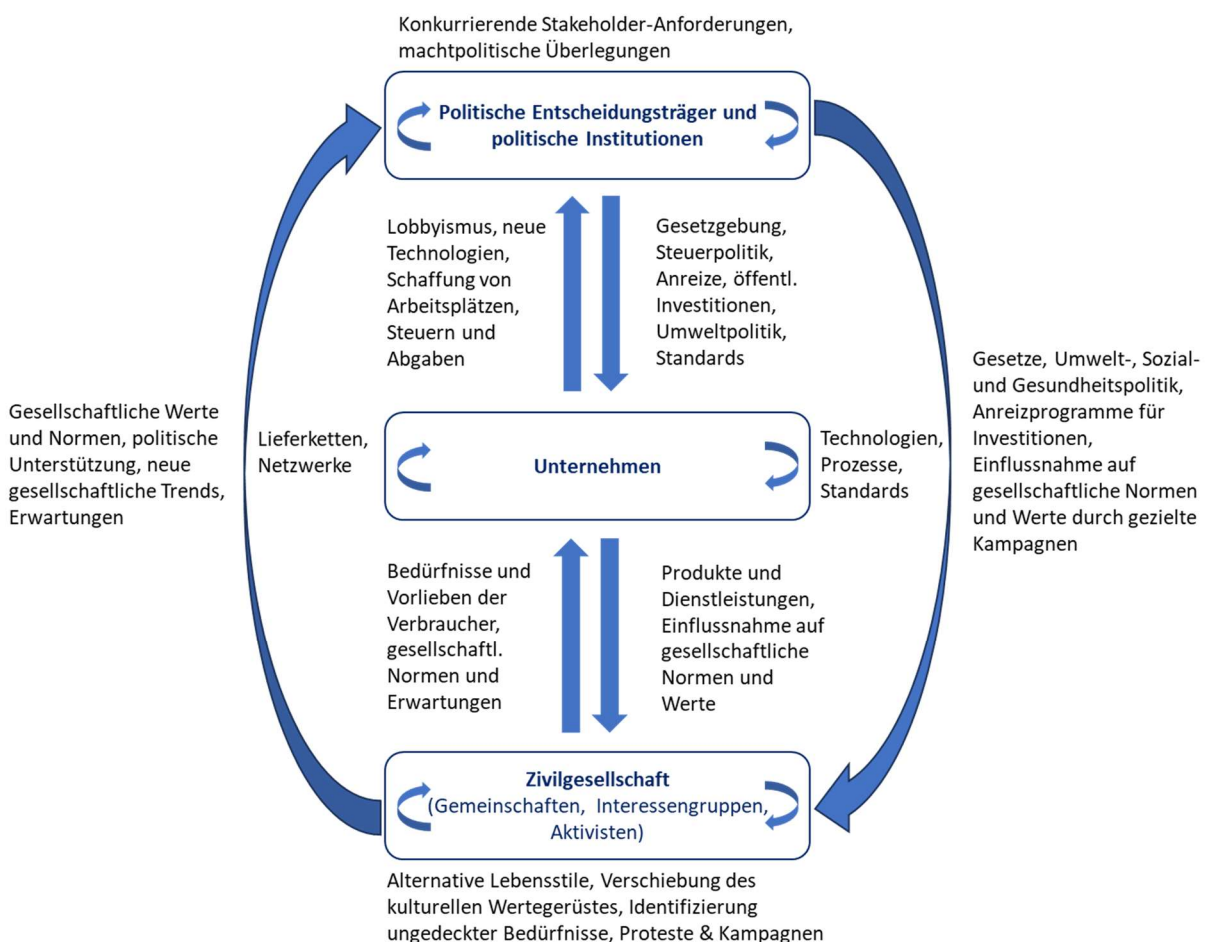 Konkurrierende Stakeholder-Anforderungen,
machtpolitische Überlegungen
Politische Entscheidungsträger und
politische Institutionen
Lobbyismus, neue
Technologien,
Schaffung von
Arbeitsplätzen,
Steuern und
Abgaben
Gesetzgebung,
Steuerpolitik,
Anreize, öffentl.
Investitionen,
Umweltpolitik,
Standards
Gesellschaftliche Werte
und Normen, politische
Unterstützung, neue
gesellschaftliche Trends,
Erwartungen
Lieferketten,
Netzwerke
Unternehmen
Technologien,
Prozesse,
Standards
Gesetze, Umwelt-, Sozial-
und Gesundheitspolitik,
Anreizprogramme für
Investitionen,
Einflussnahme auf
gesellschaftliche Normen
und Werte durch gezielte
Kampagnen
Bedürfnisse und
Vorlieben der
Verbraucher,
gesellschaftl.
Normen und
Erwartungen
Produkte und
Dienstleistungen,
Einflussnahme auf
gesellschaftliche
Normen und
Werte
Zivilgesellschaft
(Gemeinschaften, Interessengruppen,
Aktivisten)
Alternative Lebensstile, Verschiebung des
kulturellen Wertegerüstes, Identifizierung
ungedeckter Bedürfnisse, Proteste & Kampagnen